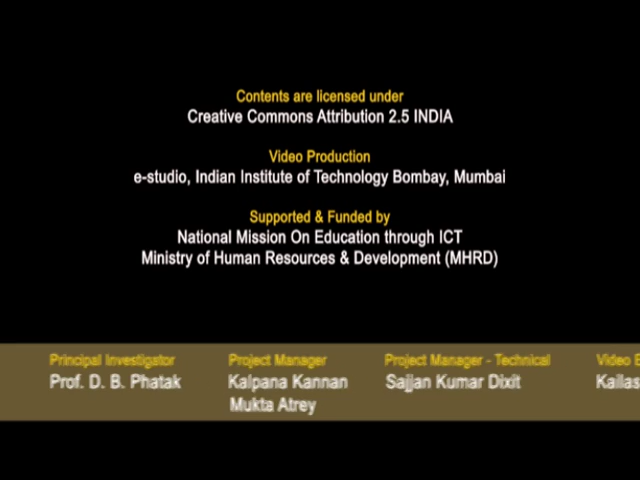 Contents are licensed under
Creative Commons Attribution 2.5 INDIA
Video Production
e-studio, Indian Institute of Technology Bombay, Mumbai
Supported & Funded by
National Mission On Education through ICT
Ministry of Human Resources & Development (MHRD)
Principal Investigator
Prof. D. B. Phatak
Project Manager
Kalpana Kannan
Mukta Atrey
Project Manager - Technical
Sajjan Kumar Dixit
Video